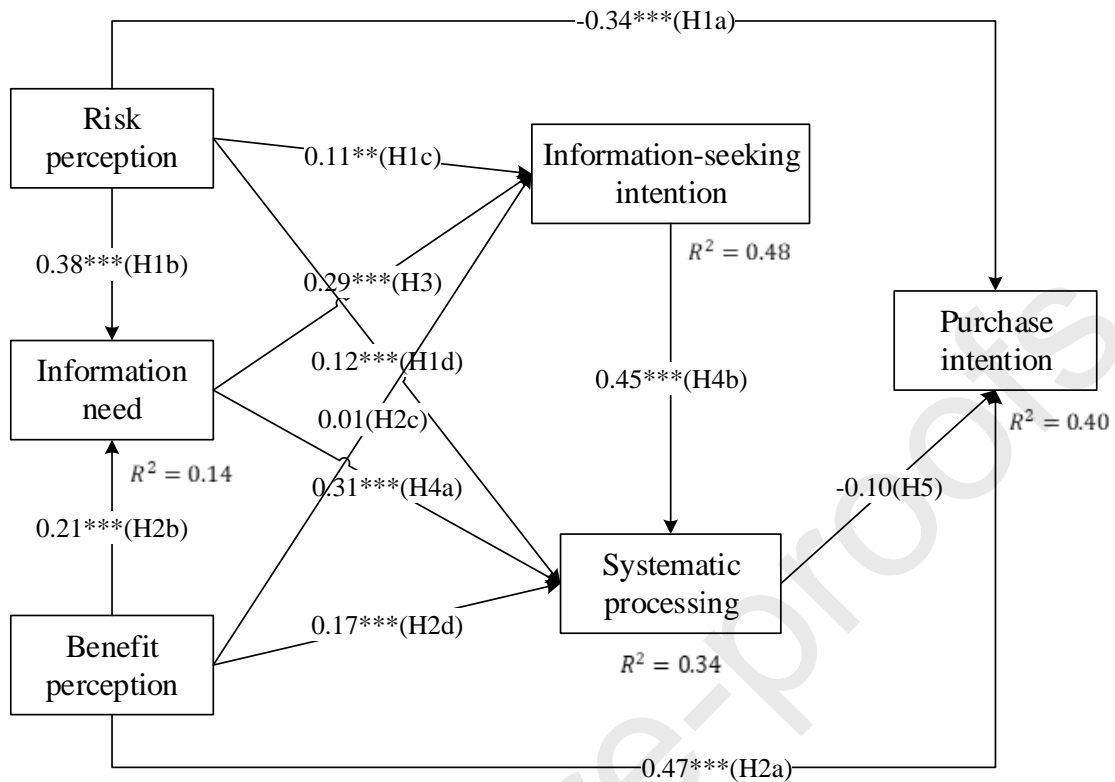 -0.34***(H1a)
Risk
perception
0.11**(H1c)
Information-seeking
intention
R² = 0.48
0.38***(H1b)
0.29***(H3)
Purchase
intention
R² = 0.40
Information
need
R² = 0.14
0.12***(H1d)
0.45***(H4b)
0.01(H2c)
0.31***(H4a)
-0.10(H5)
0.21***(H2b)
Systematic
processing
R² = 0.34
0.17***(H2d)
Benefit
perception
0.47***(H2a)
re-proofs